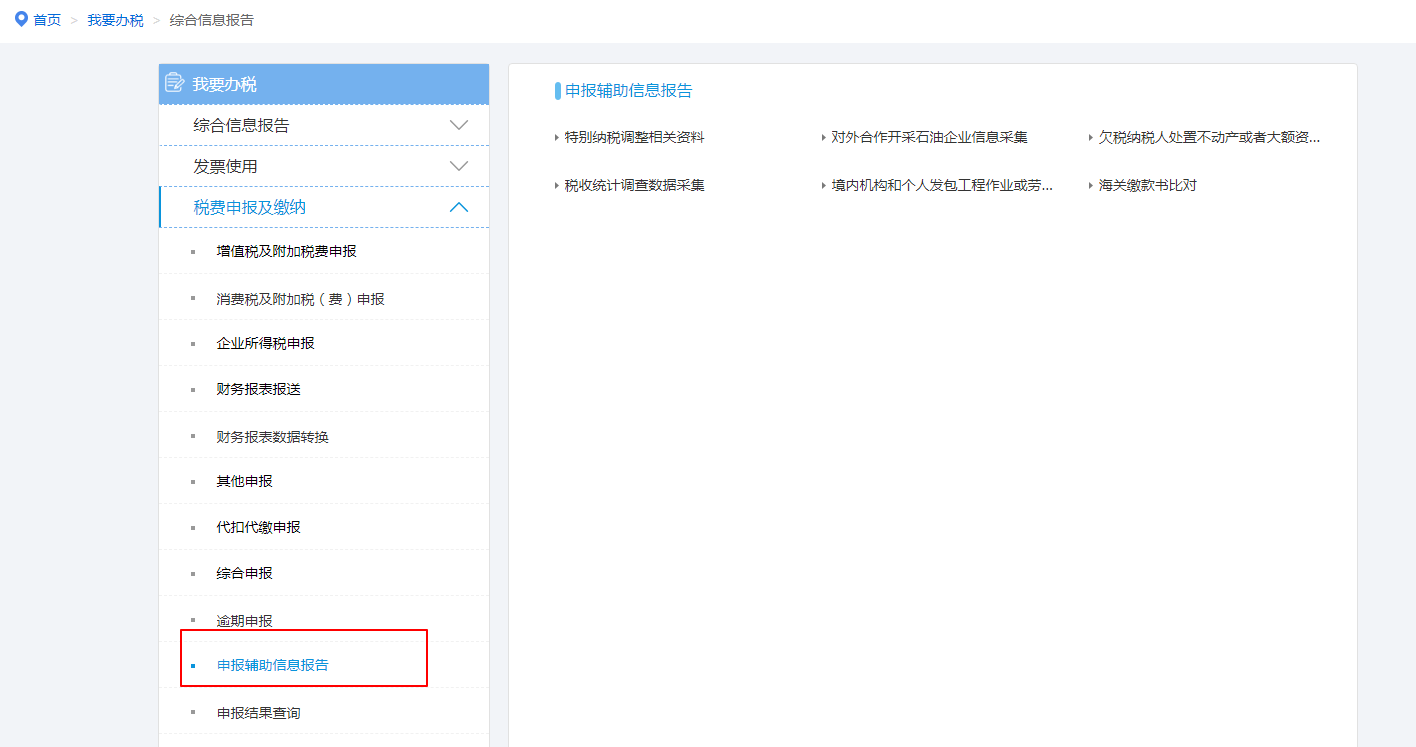 首页 > 我要办税 > 综合信息报告
我要办税
综合信息报告
发票使用
税费申报及缴纳
增值税及附加税费申报
消费税及附加税（费）申报
企业所得税申报
财务报表报送
财务报表数据转换
其他申报
代扣代缴申报
综合申报
逾期申报
申报辅助信息报告
申报结果查询
申报辅助信息报告
特别纳税调整相关资料
对外合作开采石油企业信息采集
欠税纳税人处置不动产或者大额资...
税收统计调查数据采集
境内机构和个人发包工程作业或劳...
海关缴款书比对